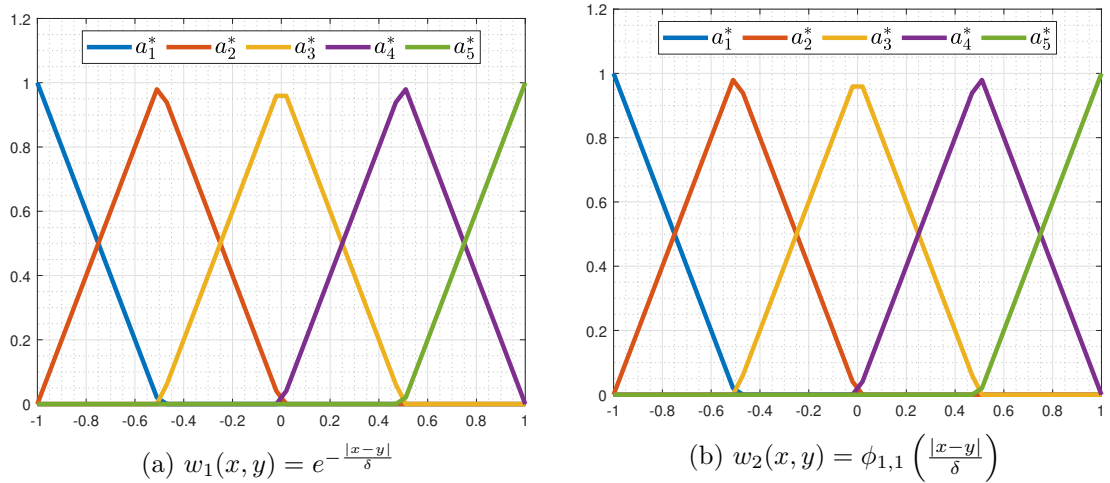 1.2
a₁* a₂* a₃* a₄* a₅*
1
0.8
0.6
0.4
0.2
0
-1 -0.8 -0.6 -0.4 -0.2 0 0.2 0.4 0.6 0.8 1
(a) w₁(x, y) = e^{-|x−y|/δ}
1.2
a₁* a₂* a₃* a₄* a₅*
1
0.8
0.6
0.4
0.2
0
-1 -0.8 -0.6 -0.4 -0.2 0 0.2 0.4 0.6 0.8 1
(b) w₂(x, y) = ϕ₁,₁ (|x−y|/δ)